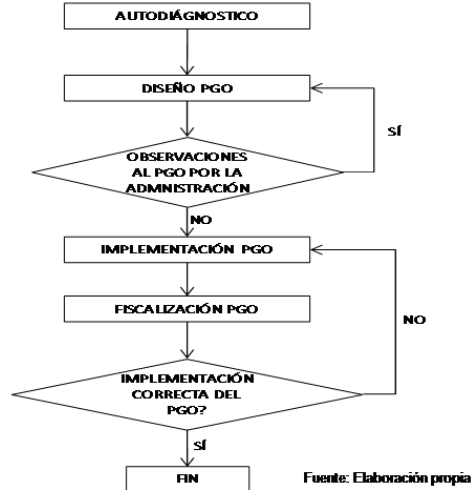 AUTODIÁGNOSTICO
DISEÑO PGO
SÍ
OBSERVACIONES
AL PGO POR LA
ADMNISTRACIÓN
NO
IMPLEMENTACIÓN PGO
FISCALIZACIÓN PGO
NO
IMPLEMENTACIÓN
CORRECTA DEL
PGO?
SÍ
FIN
Fuente: Elaboración propia